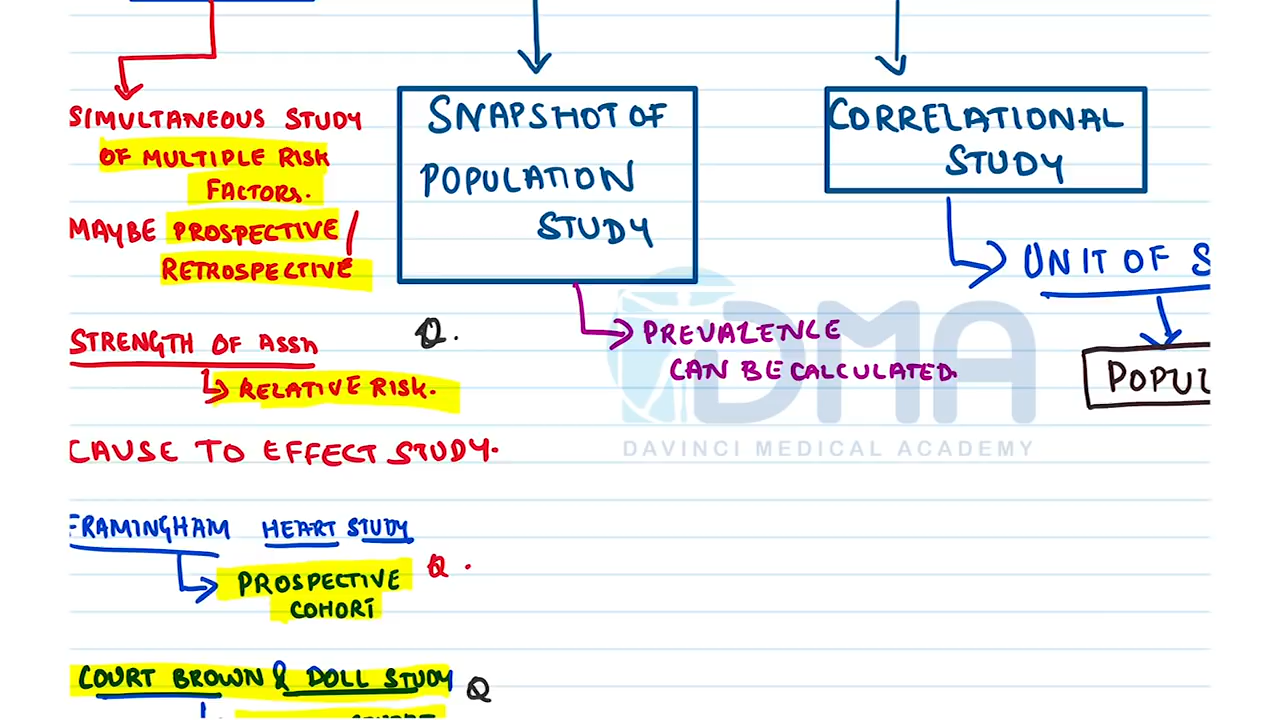 SIMULTANEOUS STUDY
OF MULTIPLE RISK
FACTORS.
MAYBE PROSPECTIVE/
RETROSPECTIVE
STRENGTH OF ASSN
RELATIVE RISK.
Q.
CAUSE TO EFFECT STUDY.
FRAMINGHAM HEART STUDY
PROSPECTIVE
COHORT
Q.
COURT BROWN & DOLL STUDY
Q
SNAPSHOT OF
POPULATION
STUDY
PREVALENCE
CAN BE CALCULATED.
CORRELATIONAL
STUDY
UNIT OF S
POPUL
DMA
DAVINCI MEDICAL ACADEMY